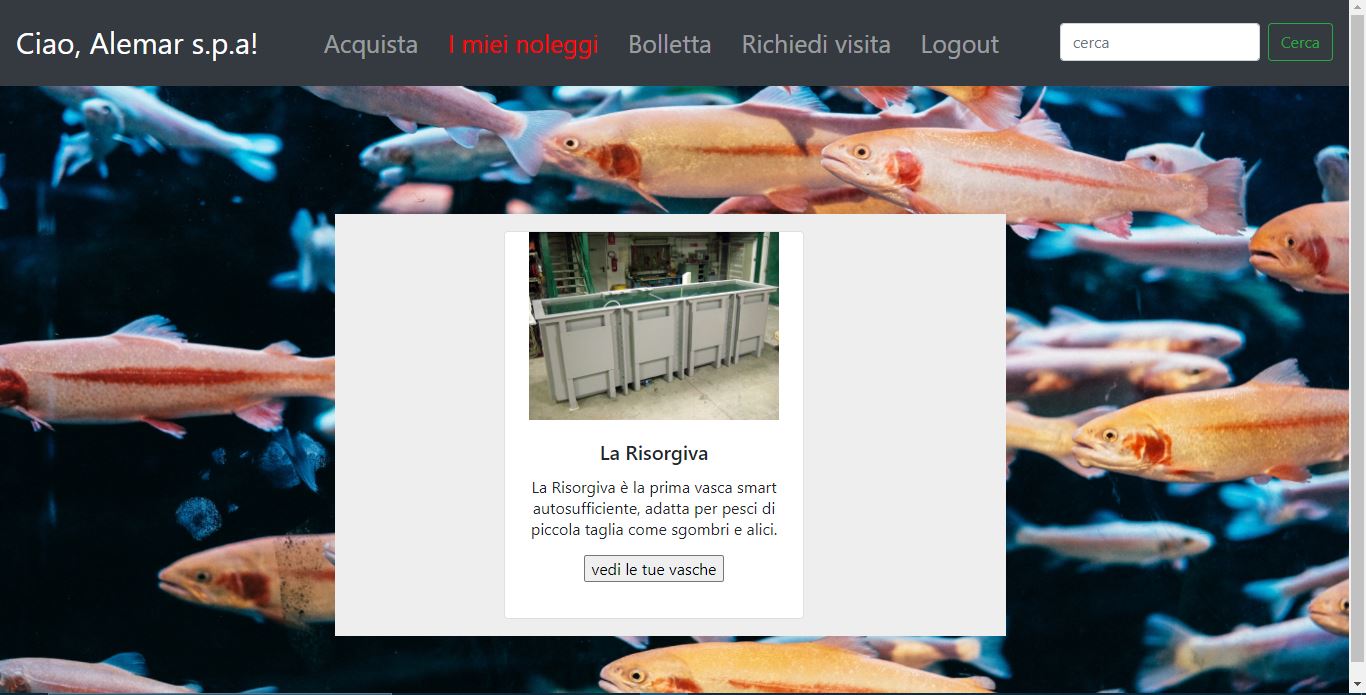 Ciao, Alemar s.p.a!
Acquista
I miei noleggi
Bolletta
Richiedi visita
Logout
cerca
Cerca
La Risorgiva
La Risorgiva è la prima vasca smart
autosufficiente, adatta per pesci di
piccola taglia come sgombri e alici.
vedi le tue vasche